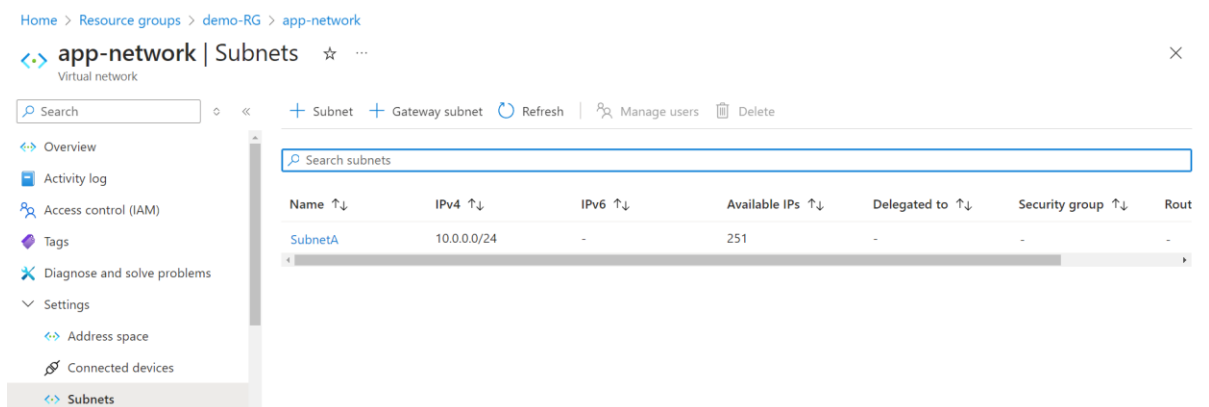 Home > Resource groups > demo-RG > app-network
app-network | Subnets
Virtual network
Search
+ Subnet + Gateway subnet Refresh Manage users Delete
Overview
Search subnets
Activity log
Access control (IAM)
Name ↑↓ IPv4 ↑↓ IPv6 ↑↓ Available IPs ↑↓ Delegated to ↑↓ Security group ↑↓ Rout
Tags
SubnetA 10.0.0.0/24 - 251 - - -
Diagnose and solve problems
Settings
Address space
Connected devices
Subnets